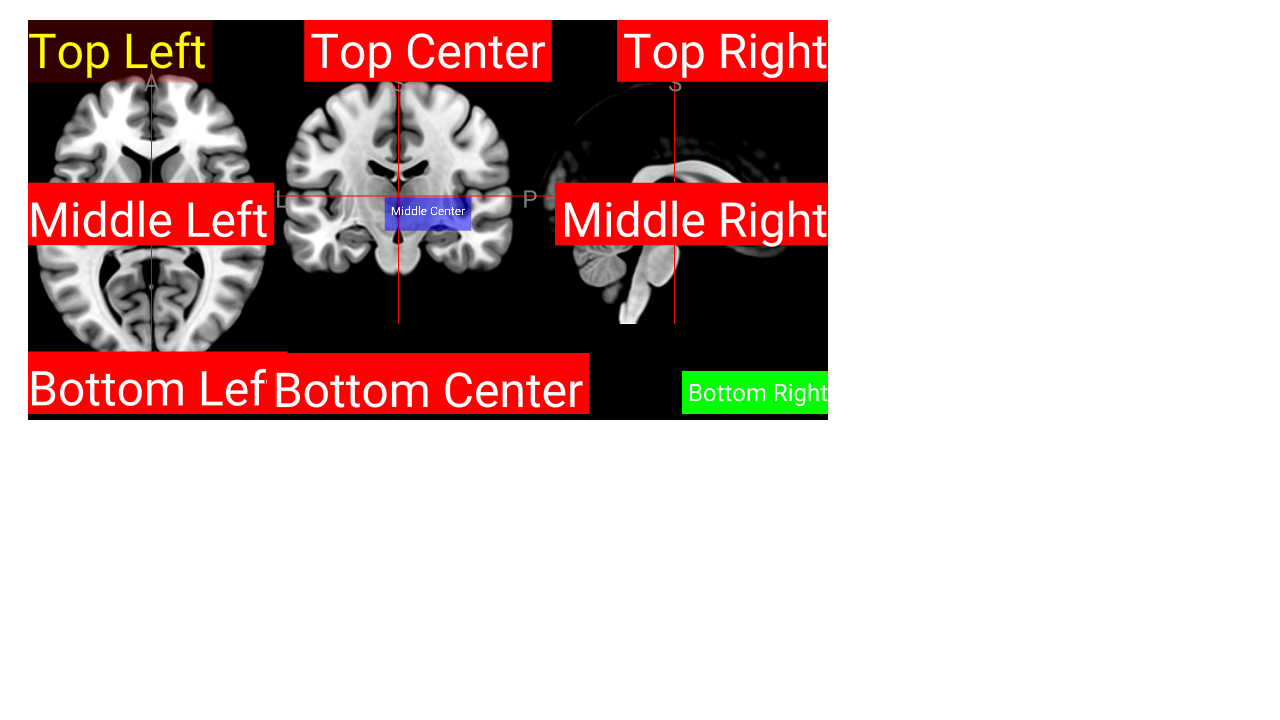 Top Left
Top Center
Top Right
A
S
S
Middle Left
L
Middle Center
P
Middle Right
Bottom Lef
Bottom Center
Bottom Right